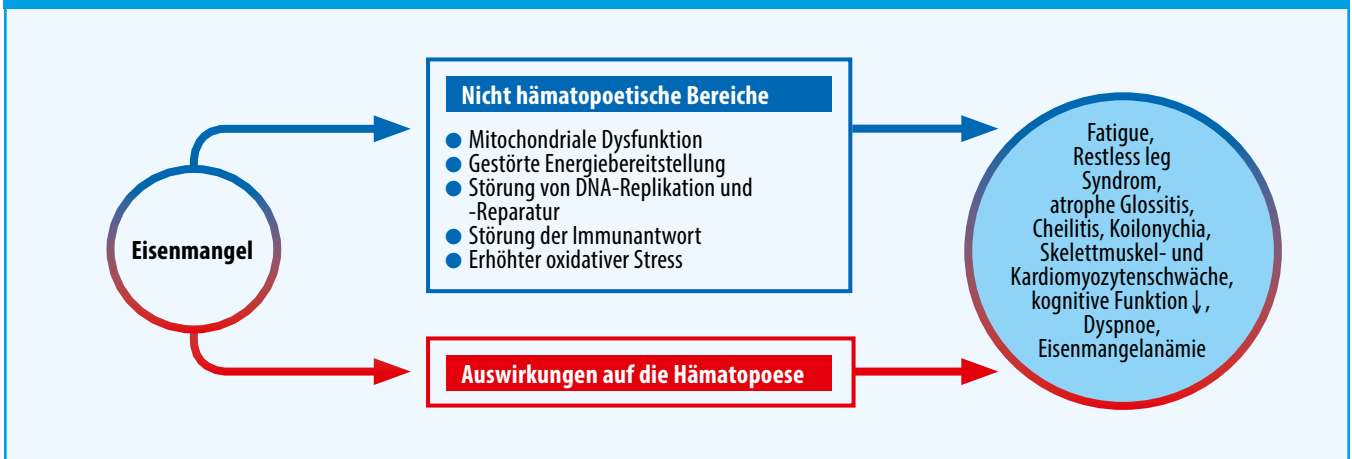 Eisenmangel
Nicht hämatopoetische Bereiche
● Mitochondriale Dysfunktion
● Gestörte Energiebereitstellung
● Störung von DNA-Replikation und
-Reparatur
● Störung der Immunantwort
● Erhöhter oxidativer Stress
Auswirkungen auf die Hämatopoese
Fatigue,
Restless leg
Syndrom,
atrophe Glossitis,
Cheilitis, Koilonychia,
Skelettmuskel- und
Kardiomyozytenschwäche,
kognitive Funktion↓,
Dyspnoe,
Eisenmangelanämie